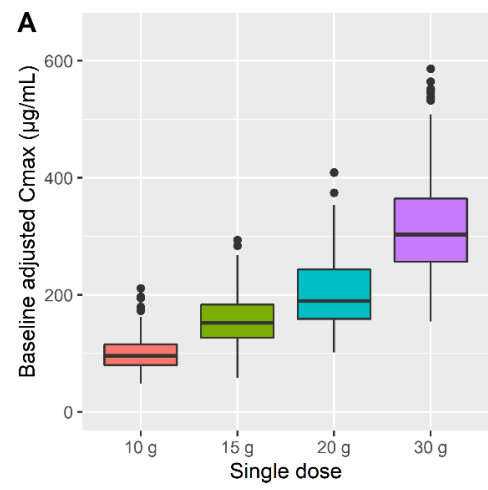 A
Baseline adjusted Cmax (µg/mL)
600
400
200
0
10 g 15 g 20 g 30 g
Single dose